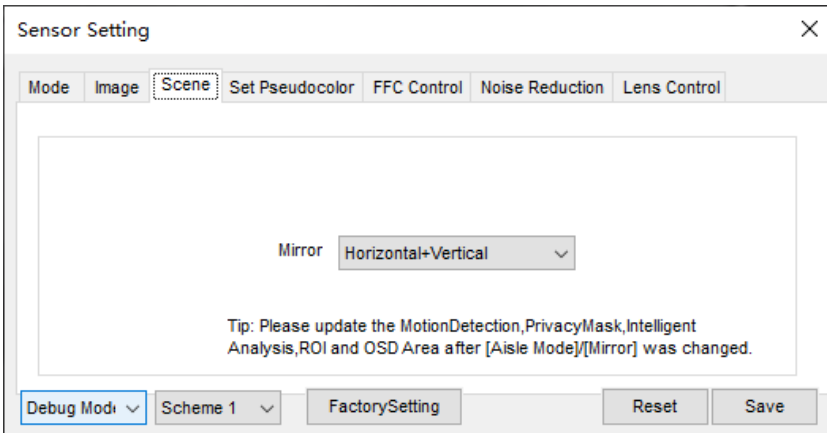 Sensor Setting
Mode Image Scene Set Pseudocolor FFC Control Noise Reduction Lens Control
Mirror Horizontal+Vertical
Tip: Please update the MotionDetection,PrivacyMask,Intelligent
Analysis,ROI and OSD Area after [Aisle Mode]/[Mirror] was changed.
Debug Mod Scheme 1 FactorySetting Reset Save